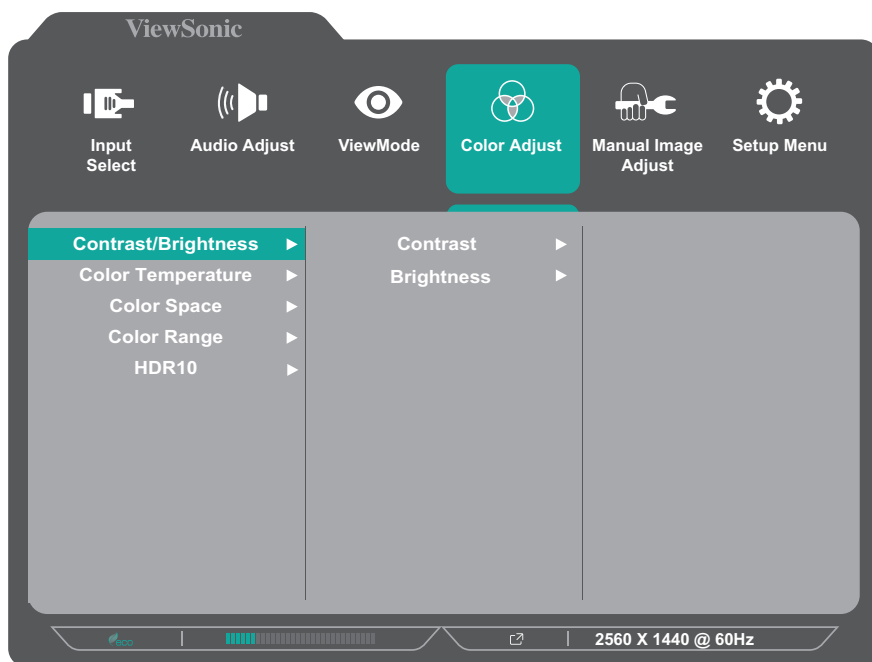 ViewSonic
Input
Select
Audio Adjust
ViewMode
Color Adjust
Manual Image
Adjust
Setup Menu
Contrast/Brightness
Color Temperature
Color Space
Color Range
HDR10
Contrast
Brightness
eco
2560 X 1440 @ 60Hz